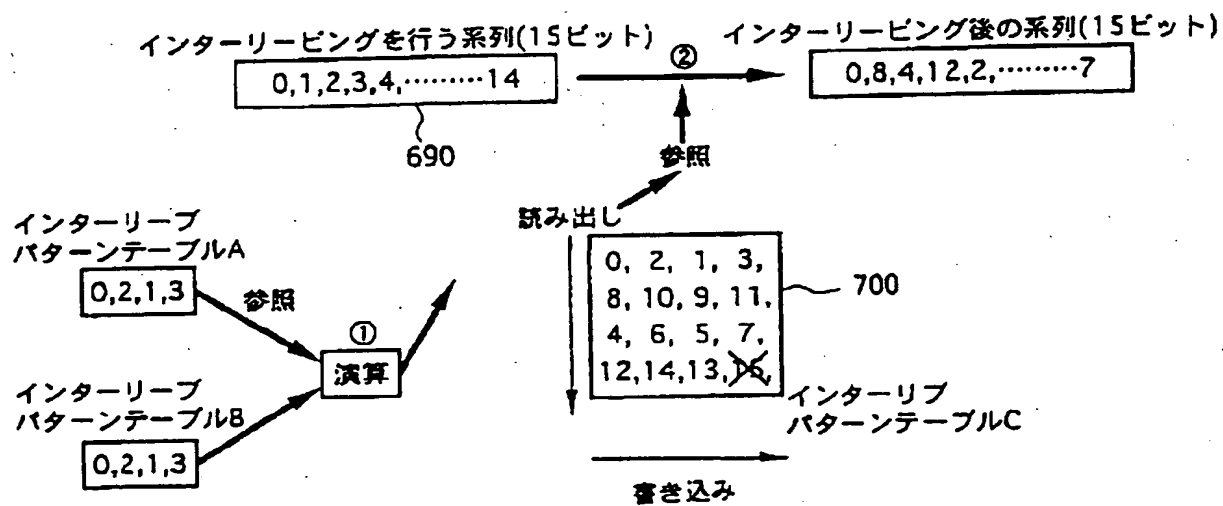 インターリービングを行う系列(15ビット)
0,1,2,3,4,………14
690
②
インターリービング後の系列(15ビット)
0,8,4,12,2,………7
参照
読み出し
インターリーブ
パターンテーブルA
0,2,1,3
参照
①
演算
インターリーブ
パターンテーブルB
0,2,1,3
0, 2, 1, 3,
8, 10, 9, 11,
4, 6, 5, 7,
12,14,13,15,
700
インターリブ
パターンテーブルC
書き込み